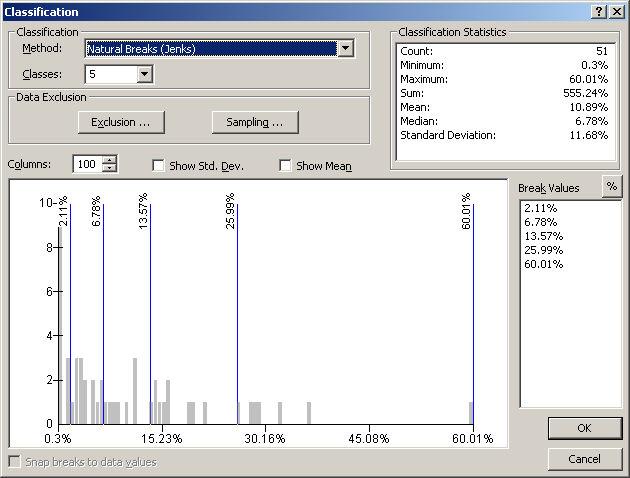 Classification
Classification
Method: Natural Breaks (Jenks)
Classes: 5
Data Exclusion
Exclusion ... Sampling ...
Classification Statistics
Count: 51
Minimum: 0.3%
Maximum: 60.01%
Sum: 555.24%
Mean: 10.89%
Median: 6.78%
Standard Deviation: 11.68%
Columns: 100 Show Std. Dev. Show Mean
10
8
6
4
2
0
2.11% 6.78% 13.57% 25.99% 60.01%
0.3% 15.23% 30.16% 45.08% 60.01%
Break Values %
2.11%
6.78%
13.57%
25.99%
60.01%
OK
Snap breaks to data values
Cancel